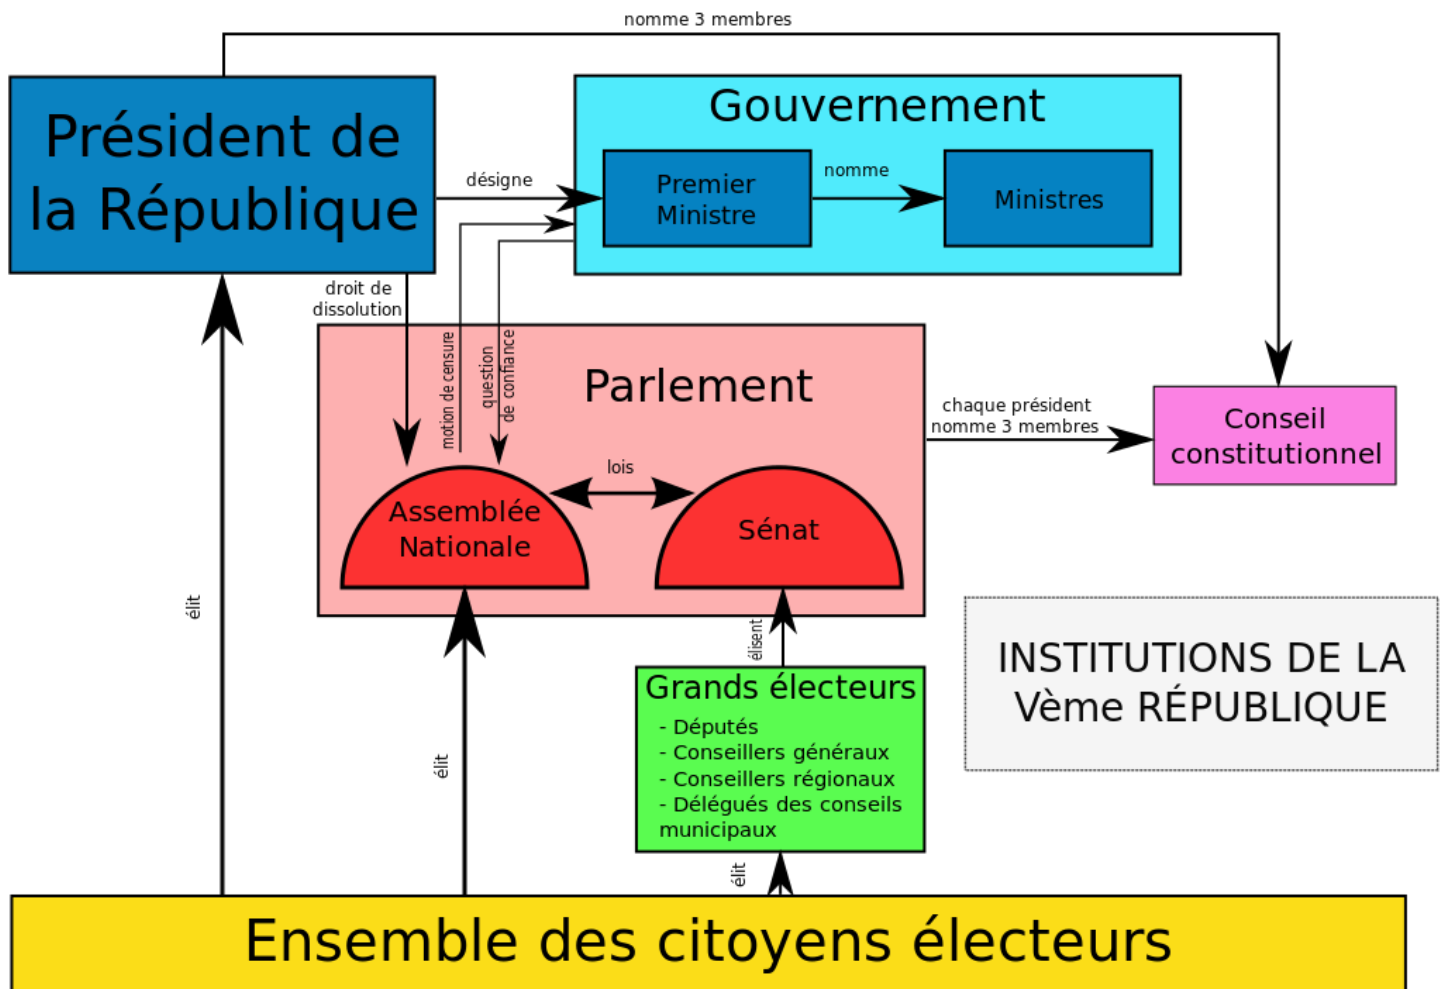 nomme 3 membres
Président de
la République
Gouvernement
désigne
Premier
Ministre
nomme
Ministres
droit de
dissolution
motion de censure
question
de confiance
Parlement
chaque président
nomme 3 membres
Conseil
constitutionnel
lois
Assemblée
Nationale
Sénat
élit
élit
élisent
INSTITUTIONS DE LA
Vème RÉPUBLIQUE
Grands électeurs
- Députés
- Conseillers généraux
- Conseillers régionaux
- Délégués des conseils
municipaux
élit
Ensemble des citoyens électeurs